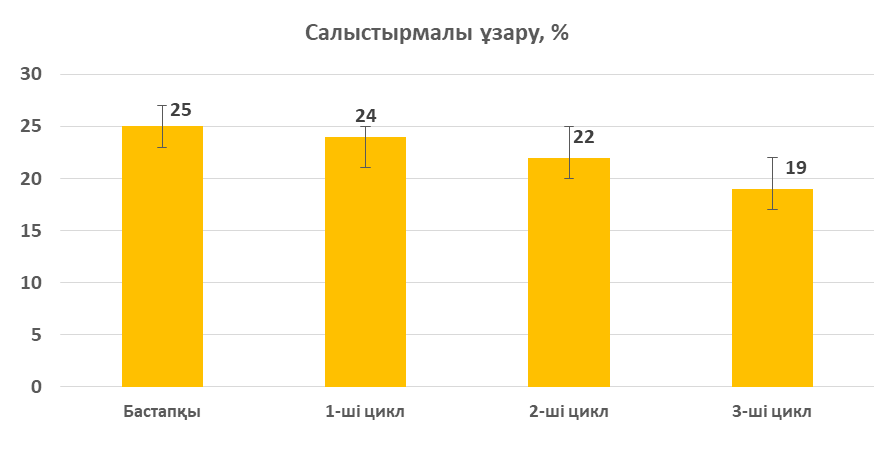 Салыстырмалы ұзару, %
30
25
20
15
10
5
0
25
24
22
19
Бастапқы
1-ші цикл
2-ші цикл
3-ші цикл